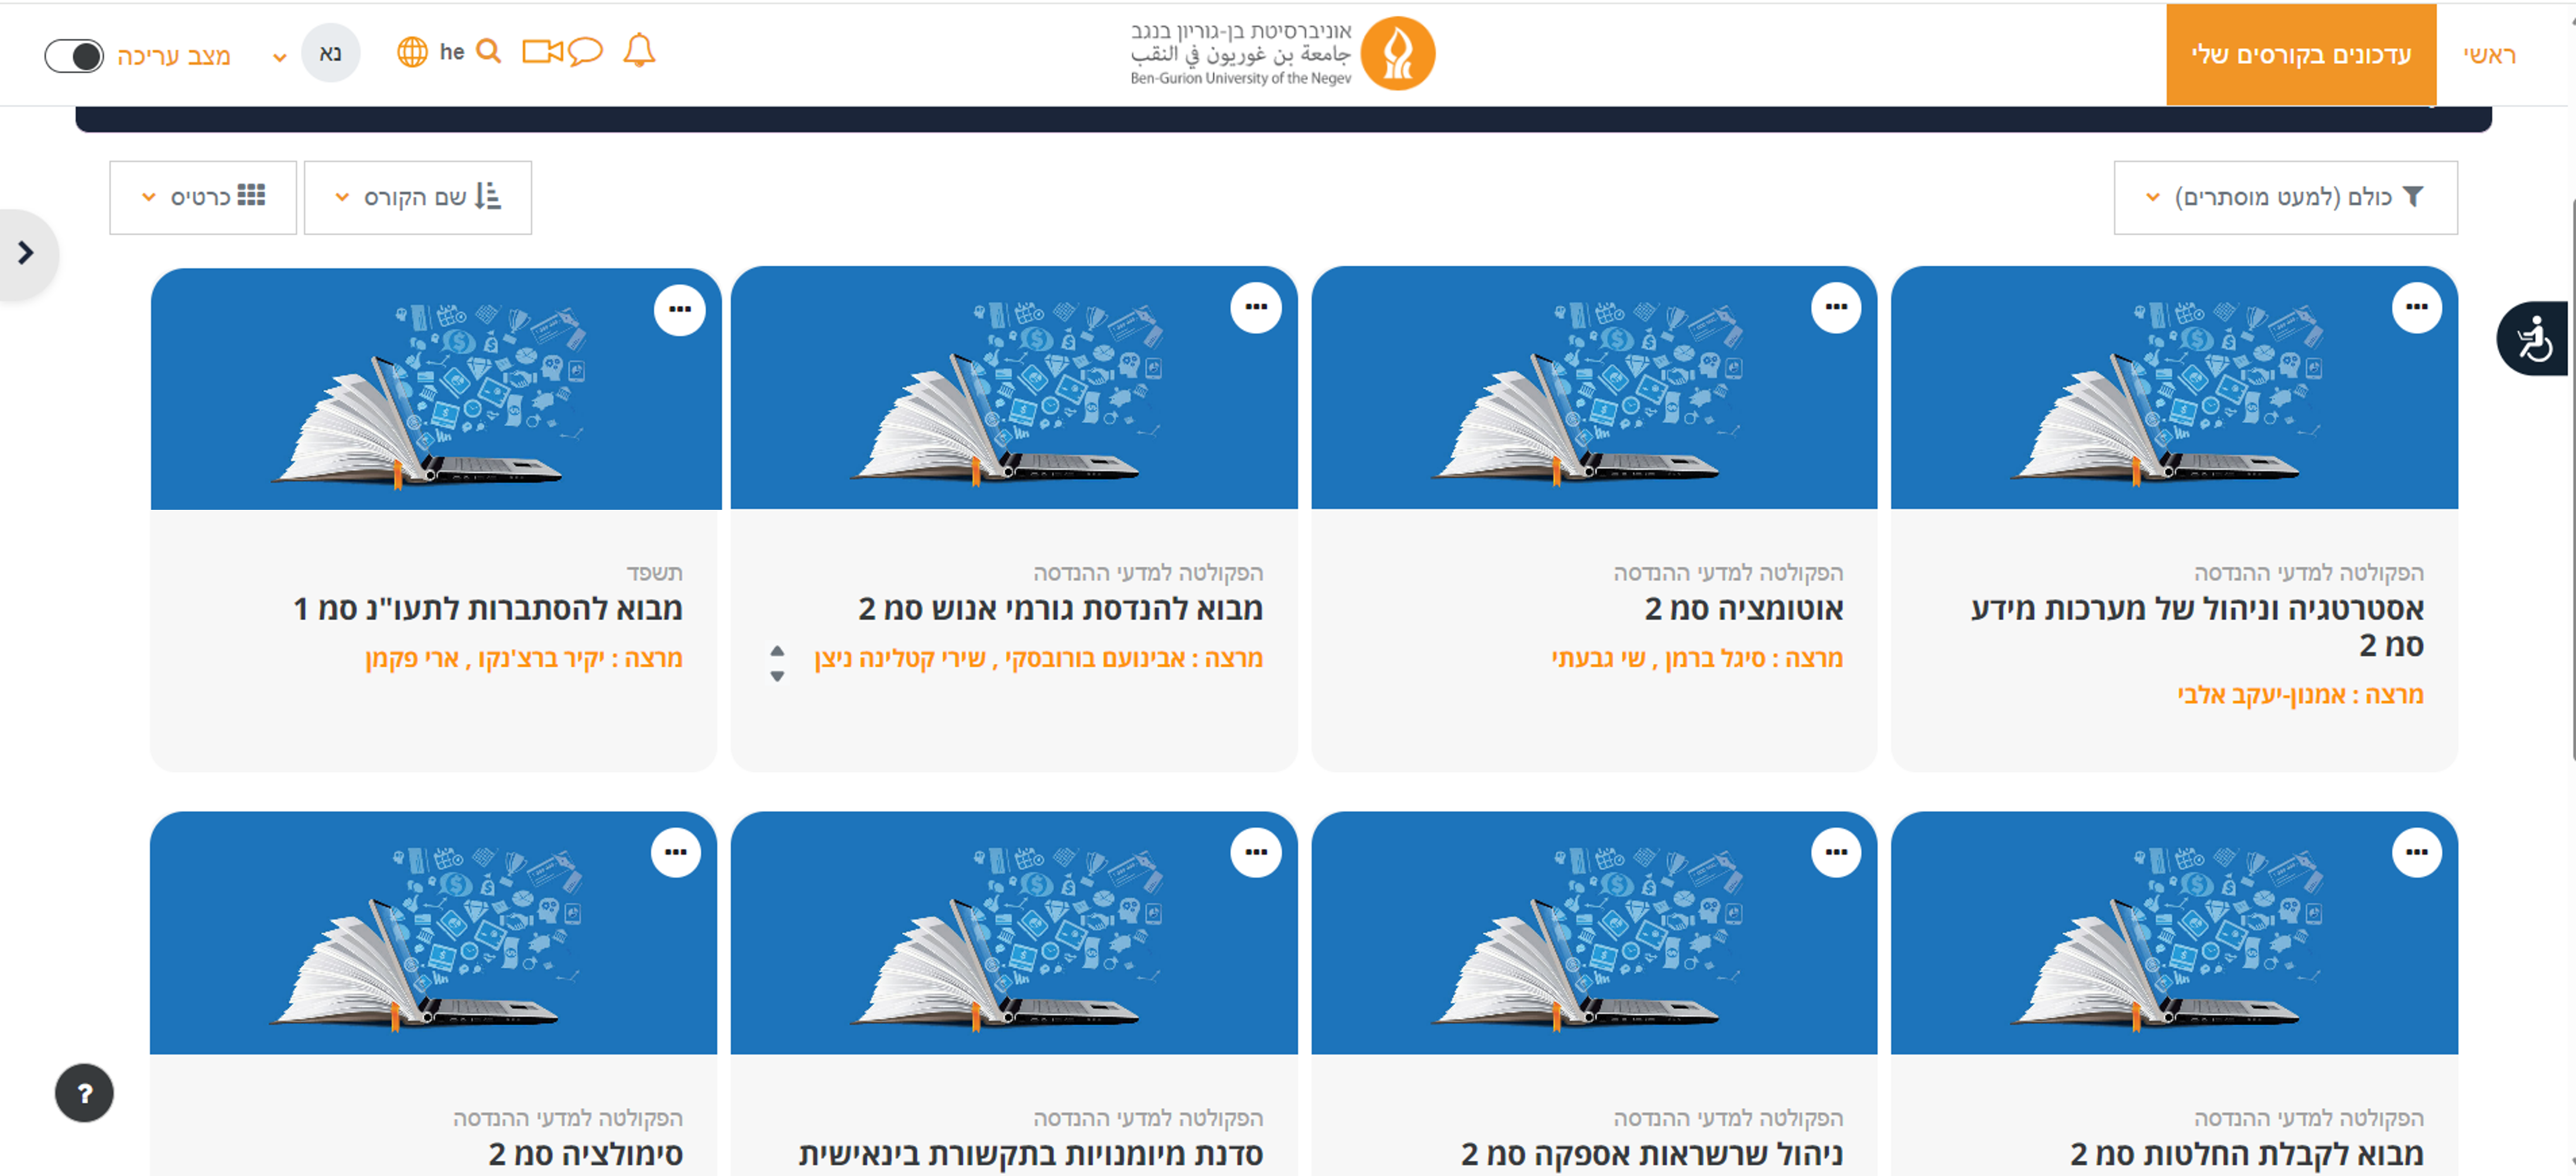 ראשי
עדכונים בקורסים שלי
אוניברסיטת בן-גוריון בנגב
جامعة بن غوريون في النقب
Ben-Gurion University of the Negev
he
נא
מצב עריכה
כולם (למעט מוסתרים)
שם הקורס
כרטיס
הפקולטה למדעי ההנדסה
אסטרטגיה וניהול של מערכות מידע
סמ 2
מרצה : אמנון-יעקב אלבי
הפקולטה למדעי ההנדסה
אוטומציה סמ 2
מרצה : סיגל ברמן , שי גבעתי
הפקולטה למדעי ההנדסה
מבוא להנדסת גורמי אנוש סמ 2
מרצה : אבינועם בורובסקי , שירי קטלינה ניצן
תשפד
מבוא להסתברות לתעו"נ סמ 1
מרצה : יקיר ברצ'נקו , ארי פקמן
הפקולטה למדעי ההנדסה
מבוא לקבלת החלטות סמ 2
הפקולטה למדעי ההנדסה
ניהול שרשראות אספקה סמ 2
הפקולטה למדעי ההנדסה
סדנת מיומנויות בתקשורת בינאישית
הפקולטה למדעי ההנדסה
סימולציה סמ 2
?